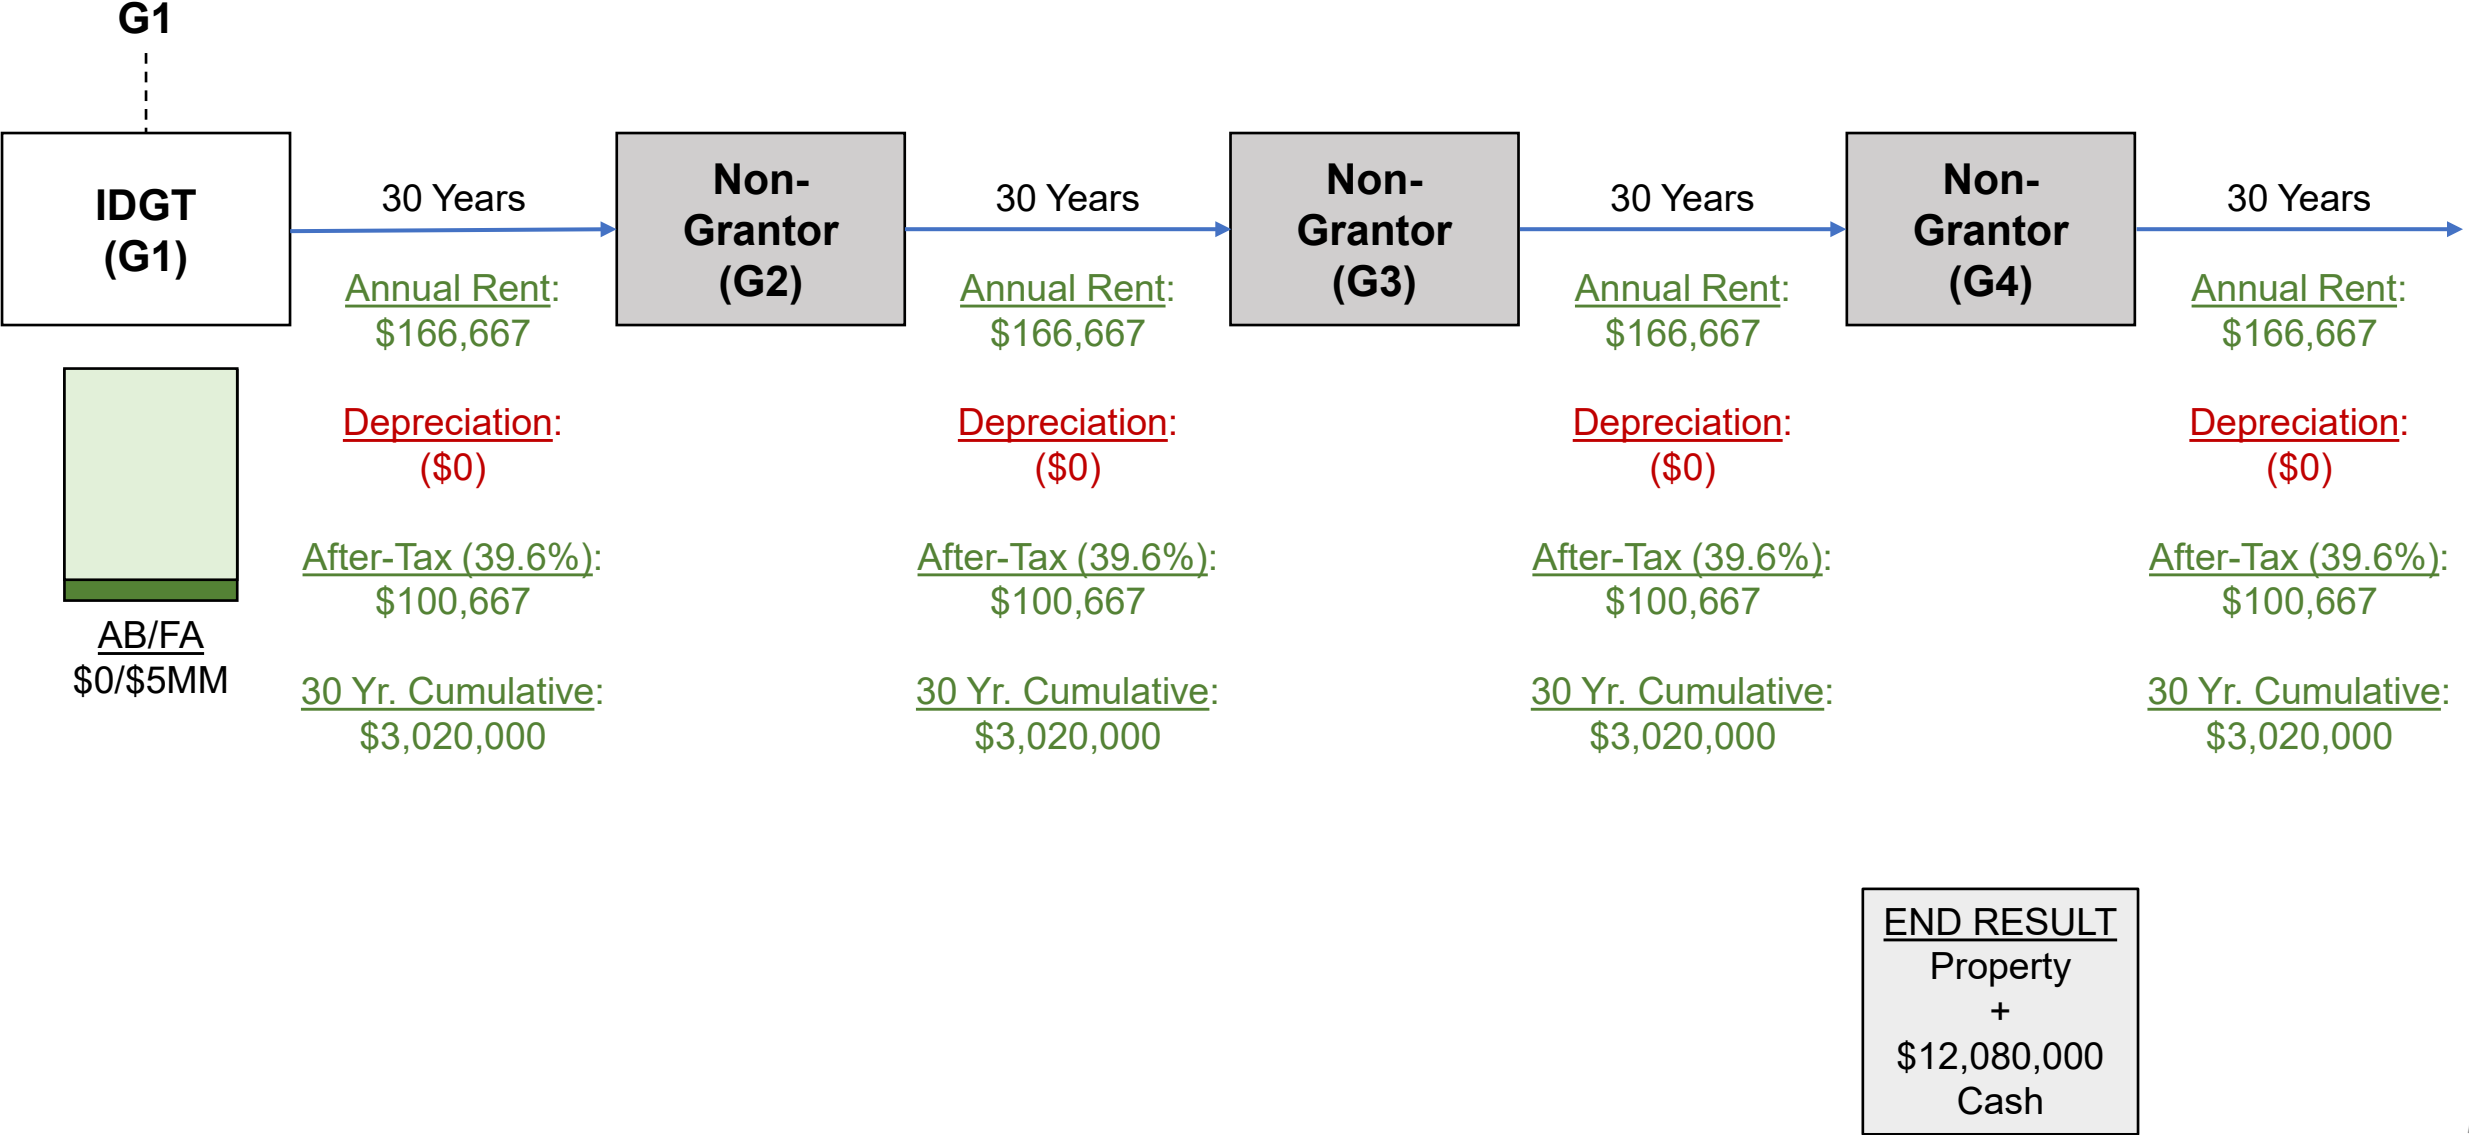 G1
IDGT
(G1)
AB/FA
$0/$5MM
30 Years
Annual Rent:
$166,667
Depreciation:
($0)
After-Tax (39.6%):
$100,667
30 Yr. Cumulative:
$3,020,000
Non-
Grantor
(G2)
30 Years
Annual Rent:
$166,667
Depreciation:
($0)
After-Tax (39.6%):
$100,667
30 Yr. Cumulative:
$3,020,000
Non-
Grantor
(G3)
30 Years
Annual Rent:
$166,667
Depreciation:
($0)
After-Tax (39.6%):
$100,667
30 Yr. Cumulative:
$3,020,000
Non-
Grantor
(G4)
30 Years
Annual Rent:
$166,667
Depreciation:
($0)
After-Tax (39.6%):
$100,667
30 Yr. Cumulative:
$3,020,000
END RESULT
Property
+
$12,080,000
Cash